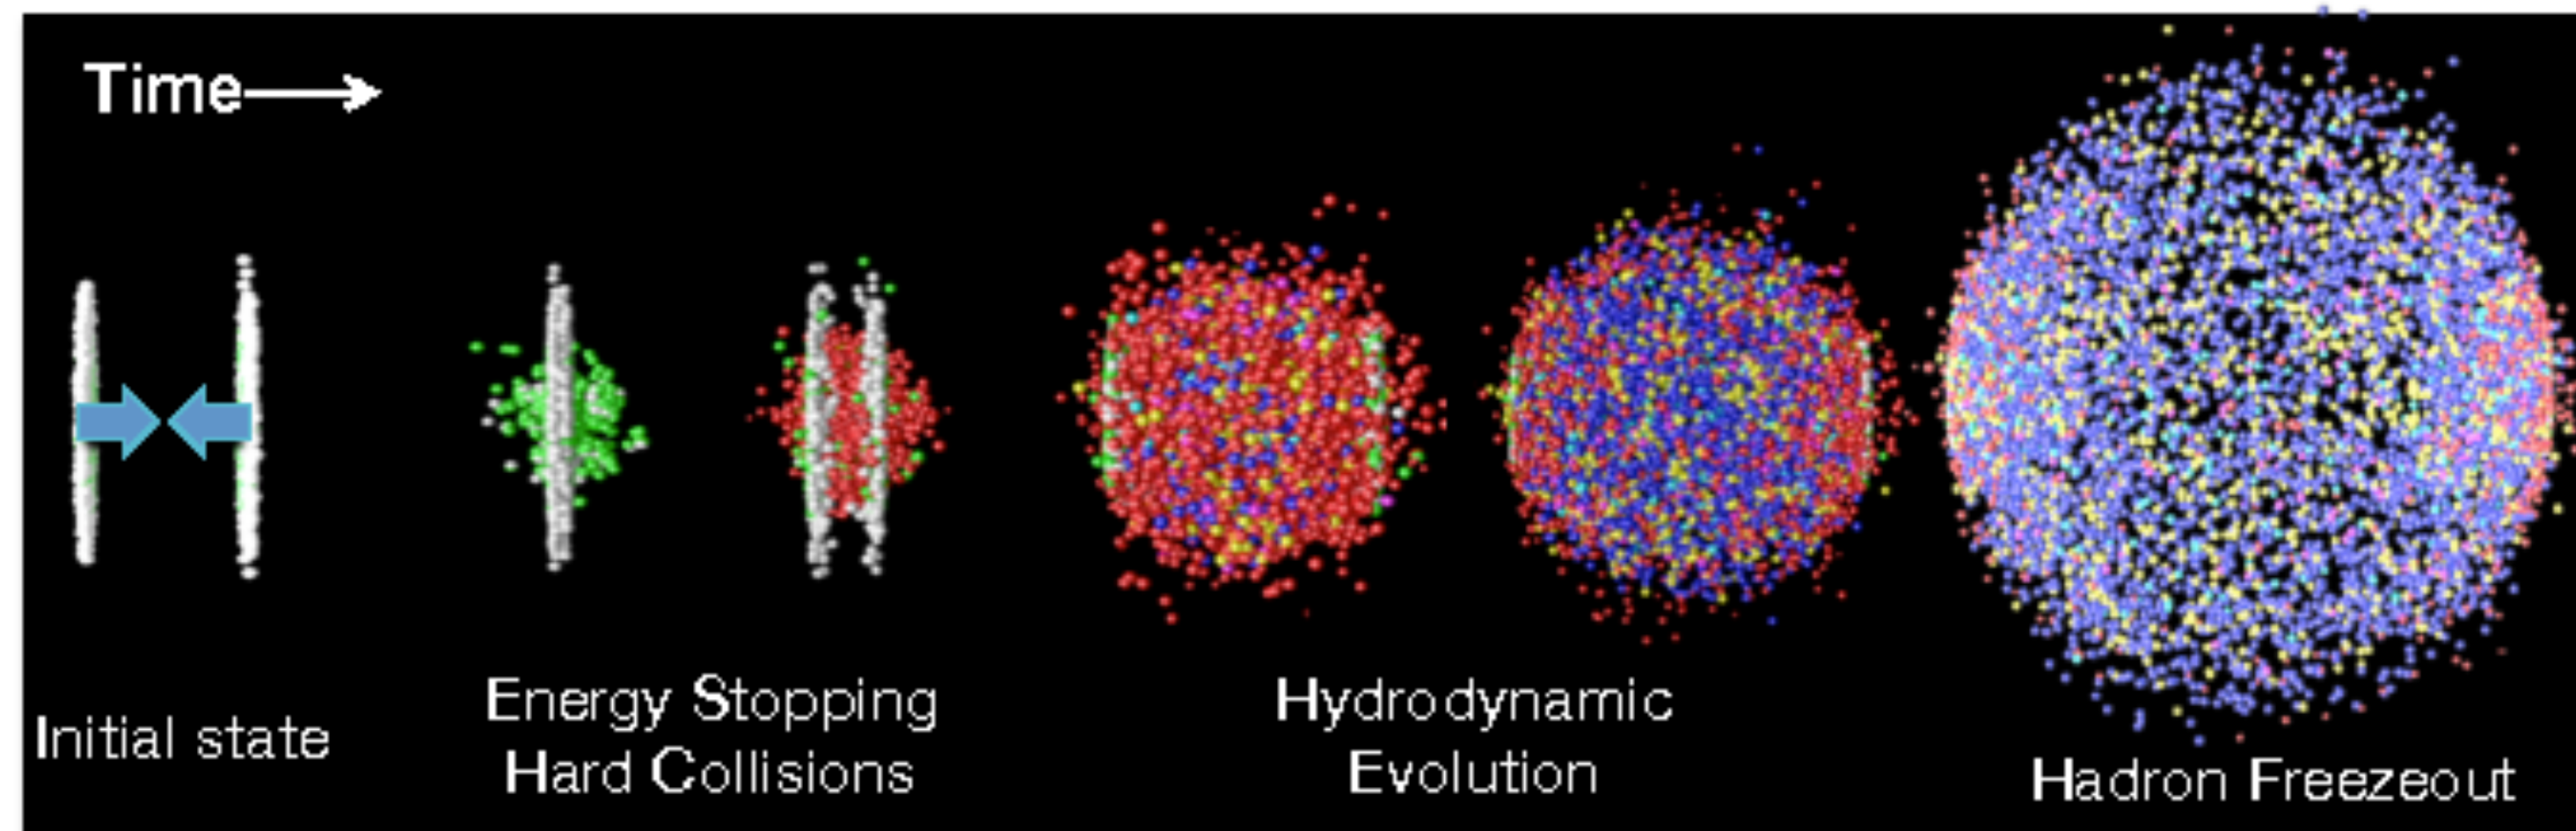 Time
Initial state
Energy Stopping
Hard Collisions
Hydrodynamic
Evolution
Hadron Freezeout